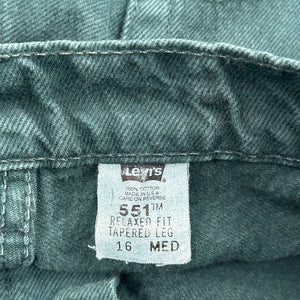 Levi's
100% COTTON
MADE IN U.S.A.
CARE ON REVERSE
551™
RELAXED FIT
TAPERED LEG
16 MED